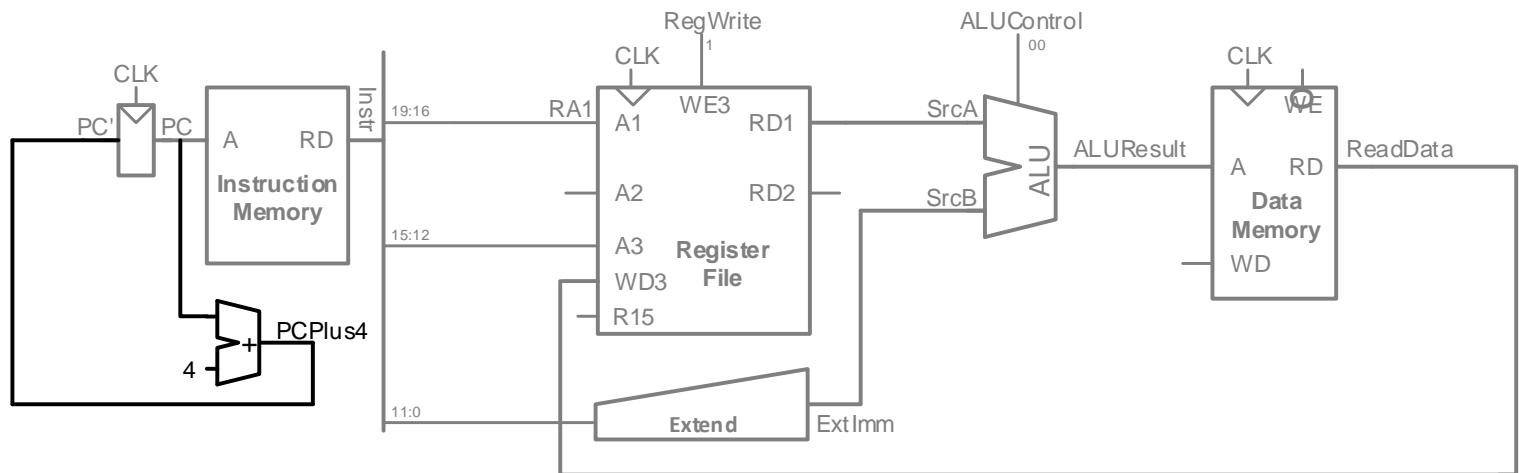 RegWrite
1
ALUControl
00
CLK
CLK
CLK
PC'
PC
A
RD
Instruction
Memory
Instr
19:16
RA1
A1
WE3
RD1
SrcA
A2
RD2
SrcB
15:12
A3
Register
File
WD3
R15
ALU
ALUResult
WE
0
A
RD
ReadData
Data
Memory
WD
PCPlus4
+
4
11:0
Extend
ExtImm